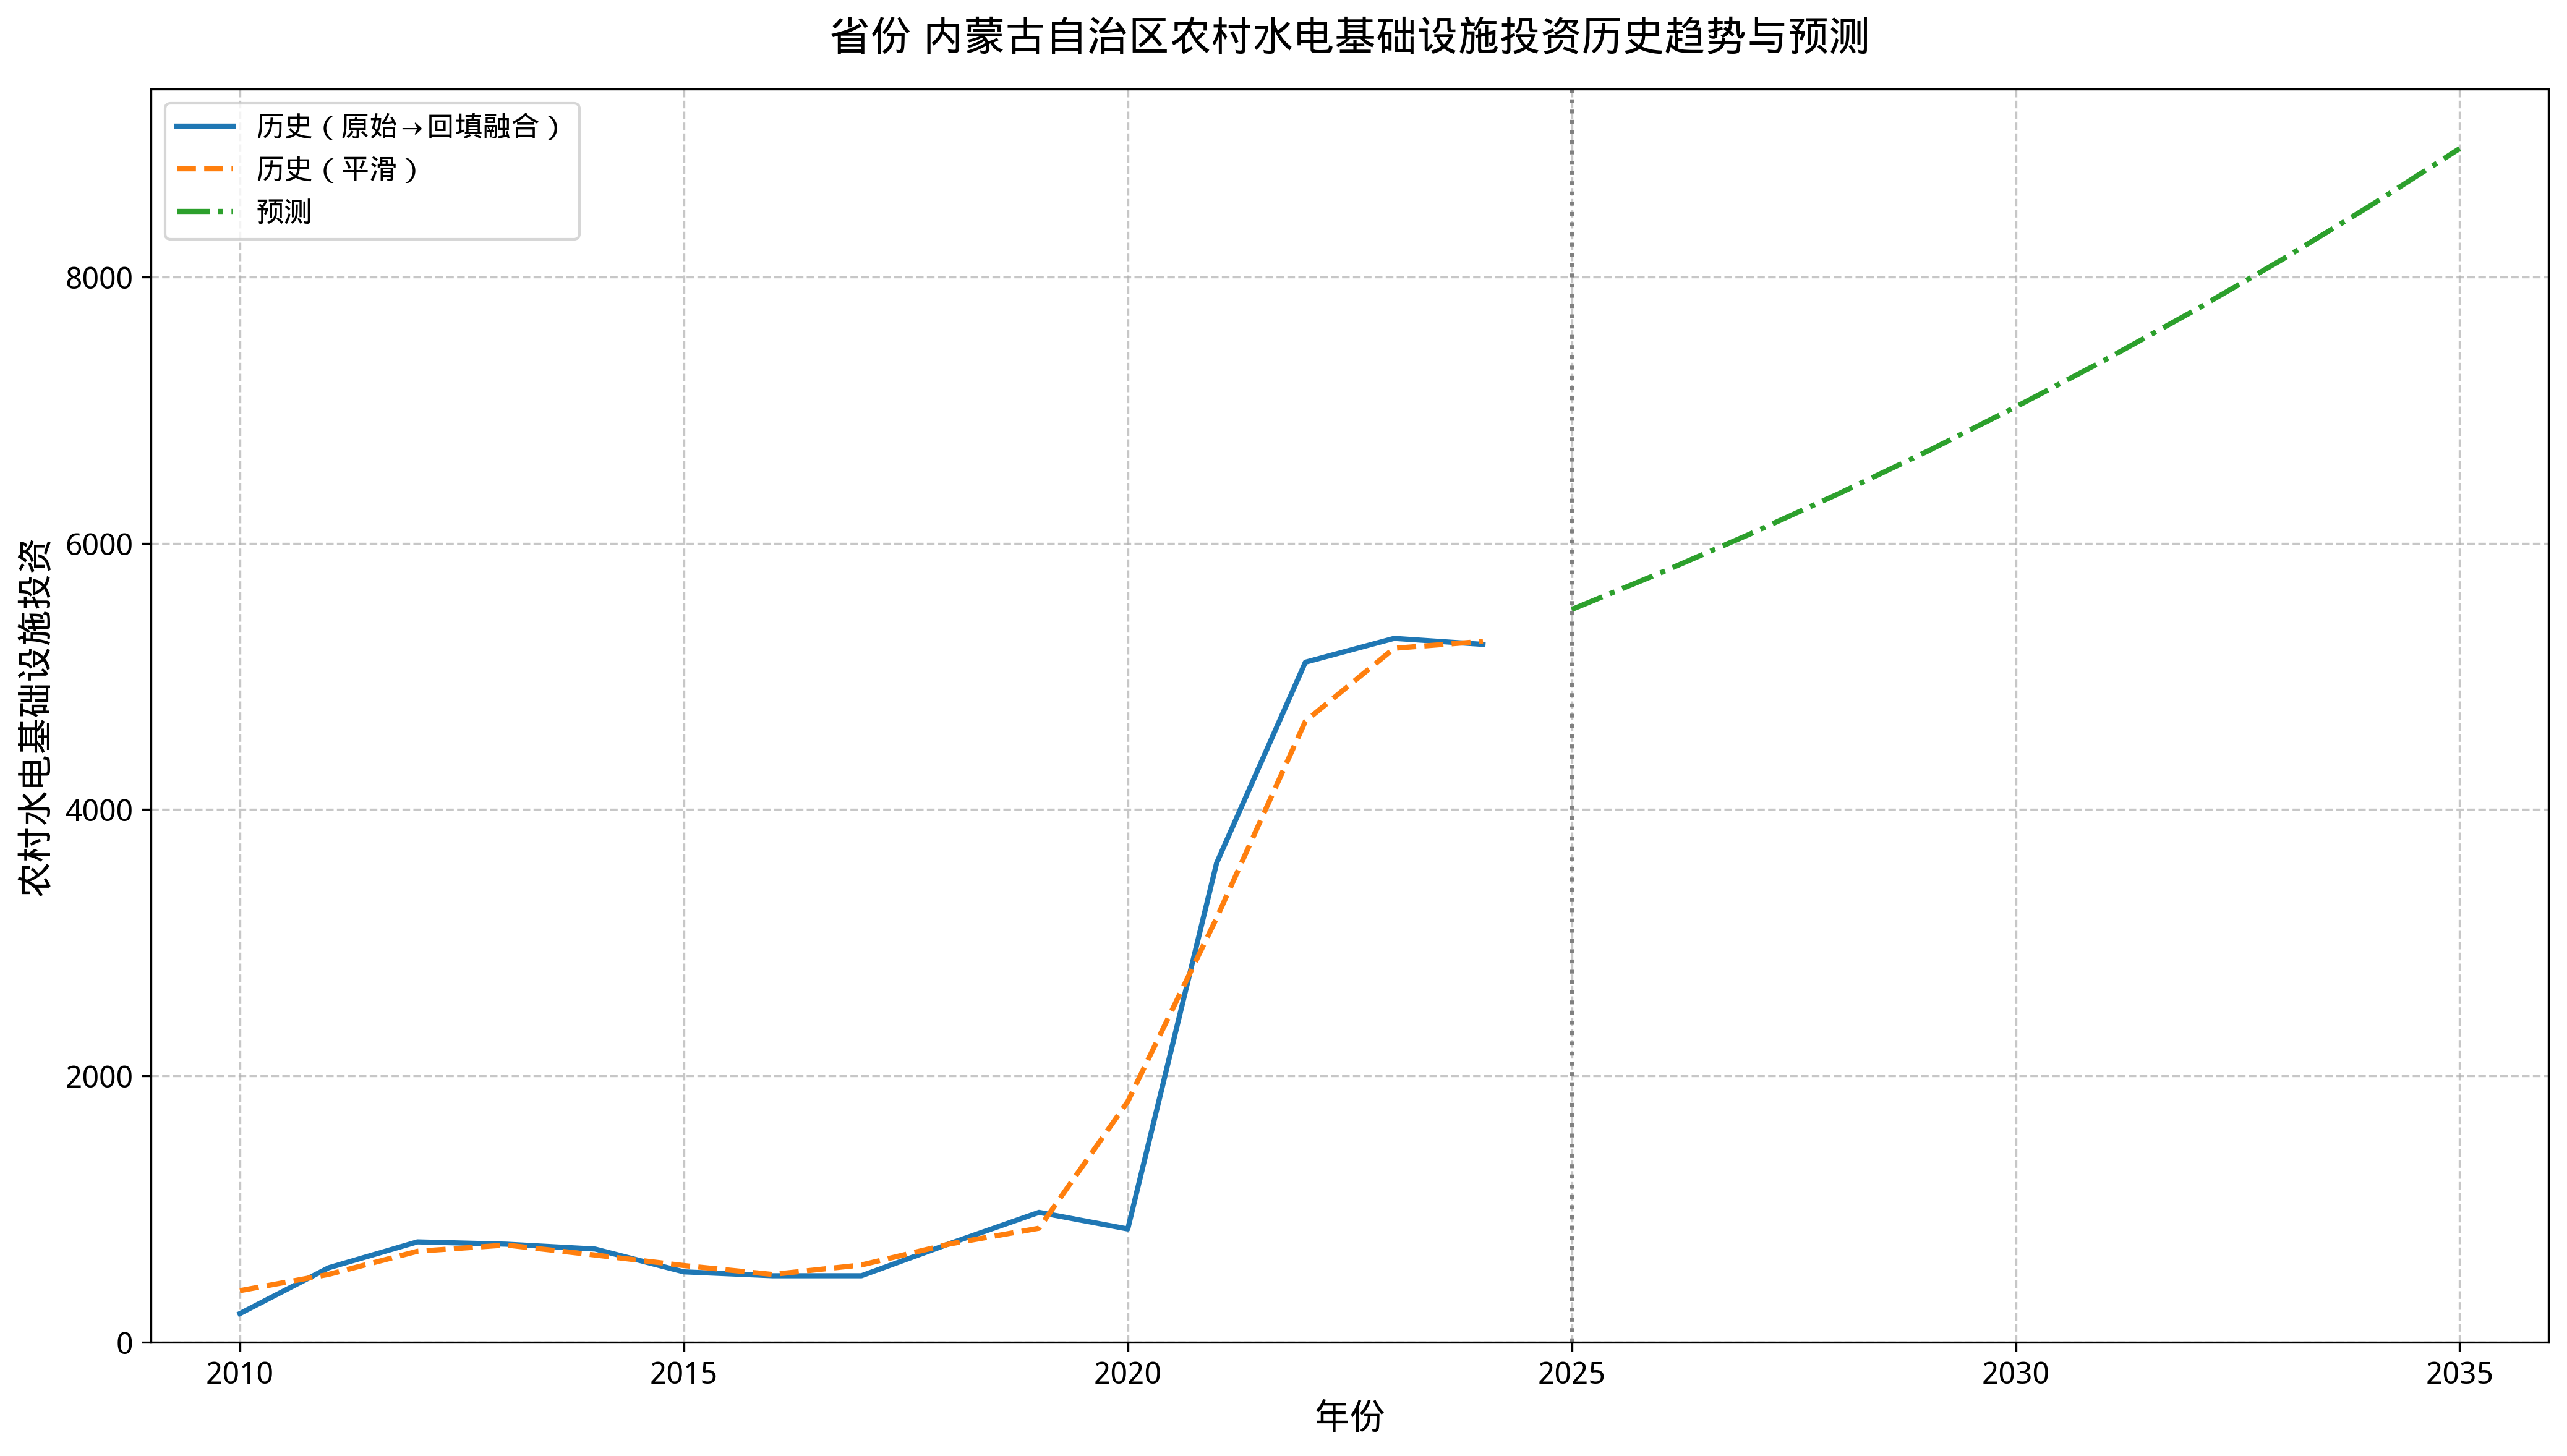 省份 内蒙古自治区农村水电基础设施投资历史趋势与预测
历史（原始→回填融合）
历史（平滑）
预测
农村水电基础设施投资
8000
6000
4000
2000
0
2010
2015
2020
2025
2030
2035
年份